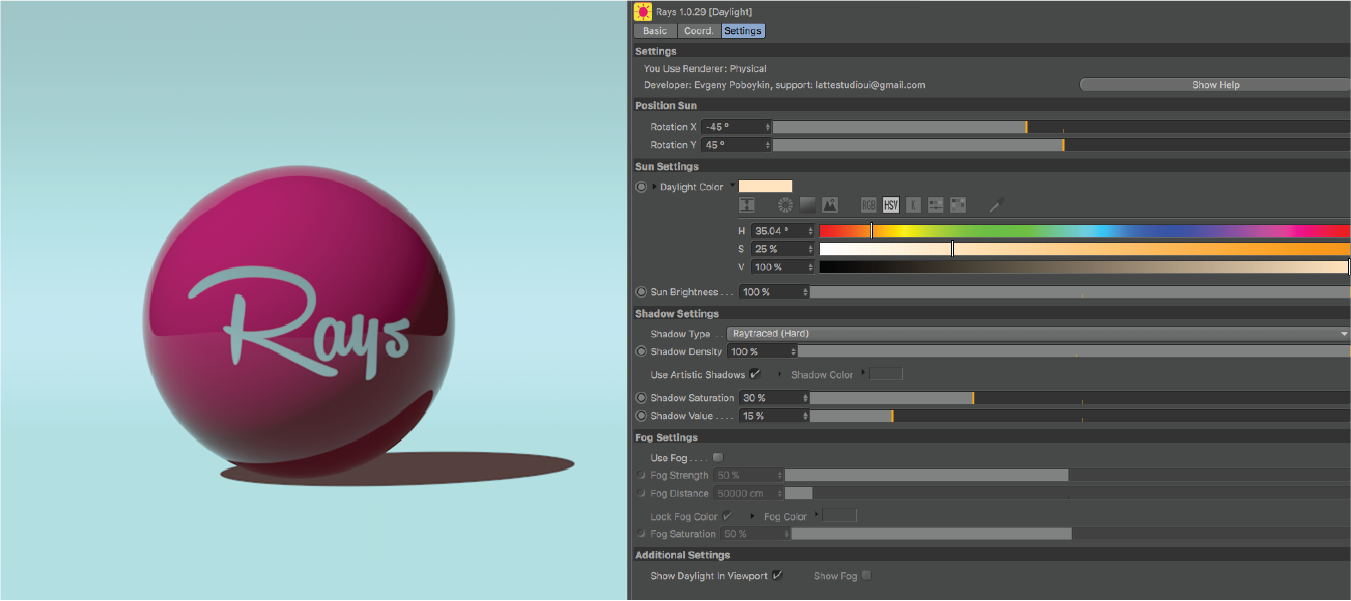 Rays
Rays 1.0.29 [Daylight]
Basic Coord. Settings
Settings
You Use Renderer: Physical
Developer: Evgeny Poboykin, support: lattestudioui@gmail.com Show Help
Position Sun
Rotation X -45 °
Rotation Y 45 °
Sun Settings
Daylight Color
RGB HSV K
H 35.04 °
S 25 %
V 100 %
Sun Brightness . . . 100 %
Shadow Settings
Shadow Type . . Raytraced (Hard)
Shadow Density 100 %
Use Artistic Shadows Shadow Color
Shadow Saturation 30 %
Shadow Value . . . . 15 %
Fog Settings
Use Fog . . . .
Fog Strength 50 %
Fog Distance 50000 cm
Lock Fog Color Fog Color
Fog Saturation 50 %
Additional Settings
Show Daylight In Viewport Show Fog